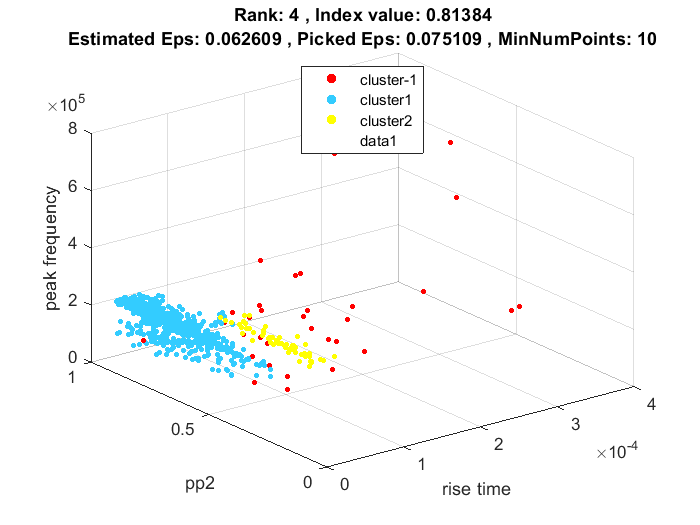 Rank: 4 , Index value: 0.81384
Estimated Eps: 0.062609 , Picked Eps: 0.075109 , MinNumPoints: 10
cluster-1
cluster1
cluster2
data1
×10^5
8
6
4
2
0
peak frequency
1
0.5
0
pp2
0
1
2
3
4
×10^-4
rise time